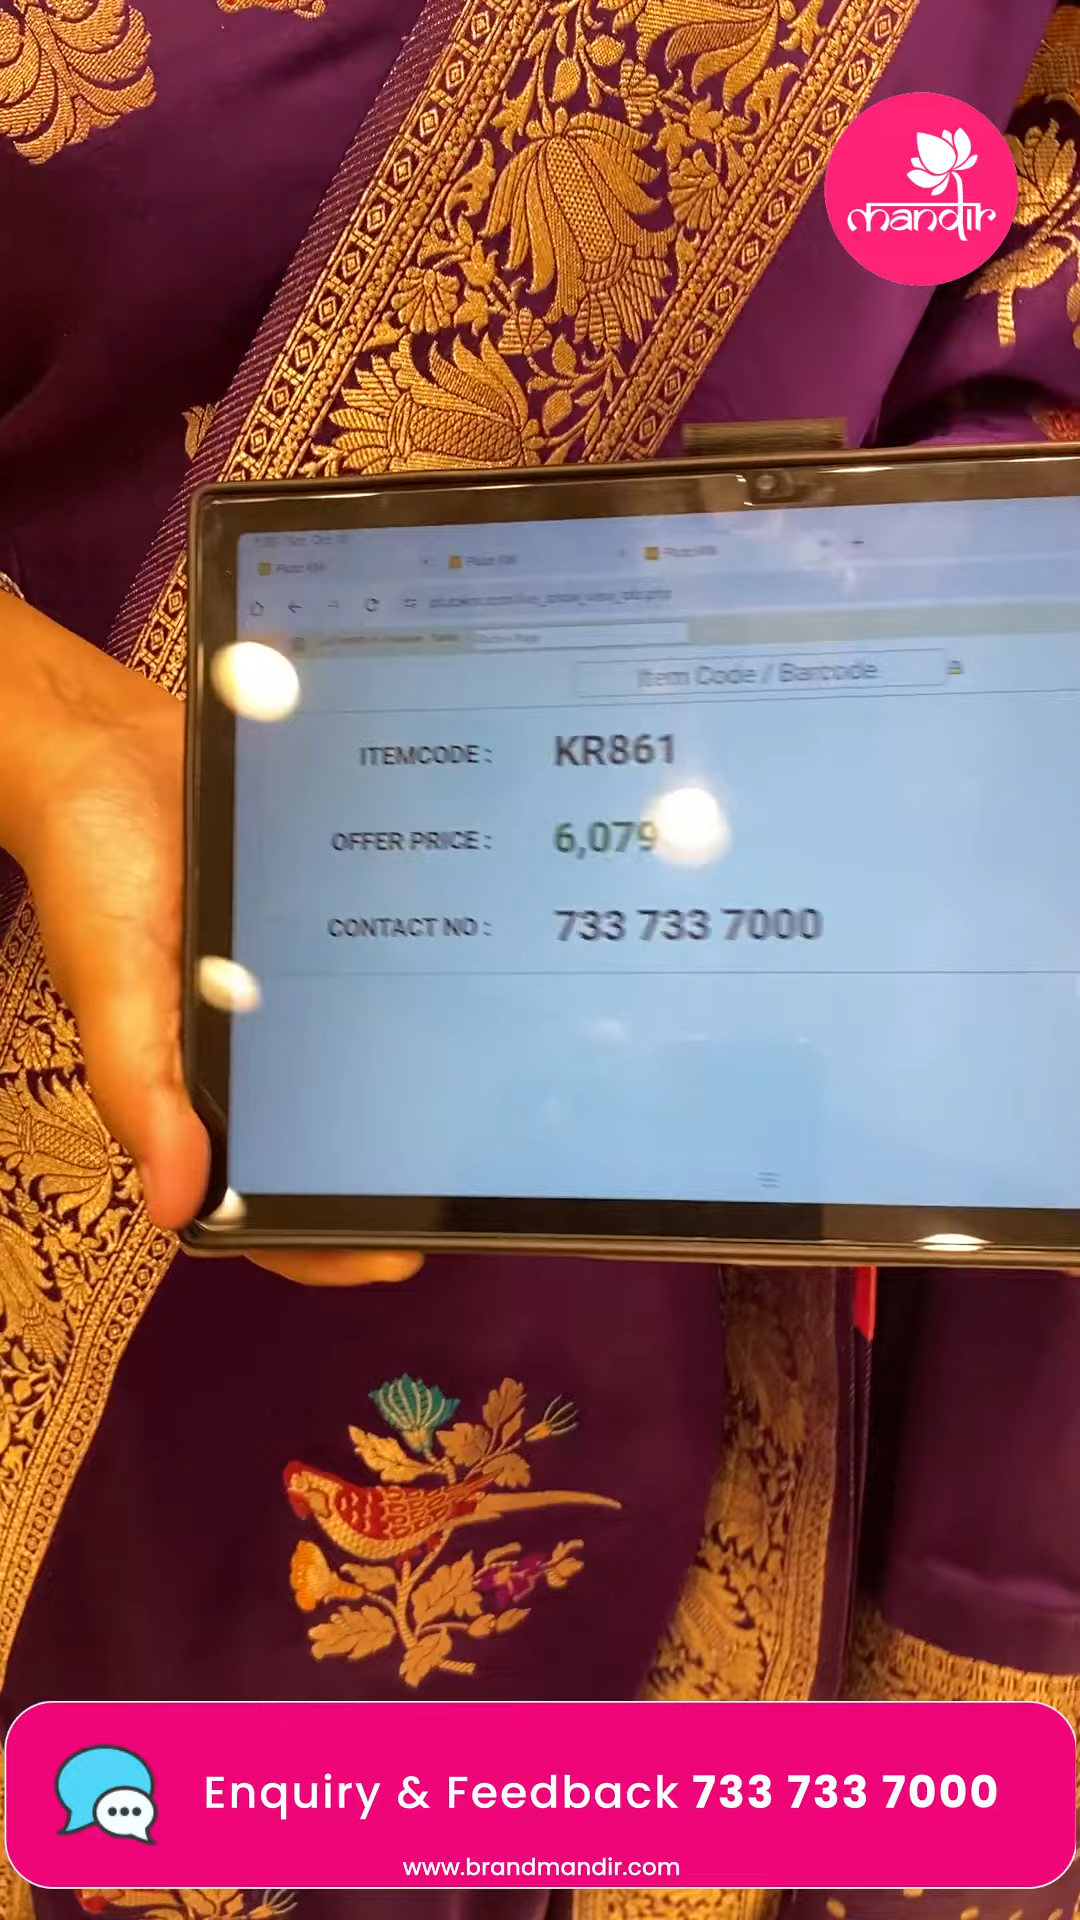 mandir
Item Code / Barcode
ITEMCODE : KR861
OFFER PRICE : 6,079
CONTACT NO : 733 733 7000
Enquiry & Feedback 733 733 7000
www.brandmandir.com